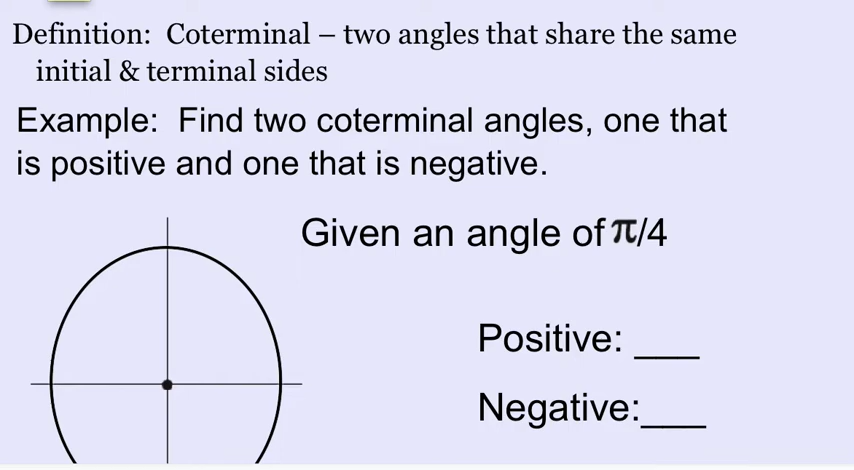 Definition:  Coterminal – two angles that share the same
initial & terminal sides
Example:  Find two coterminal angles, one that
is positive and one that is negative.
Given an angle of π/4
Positive: ___
Negative:___